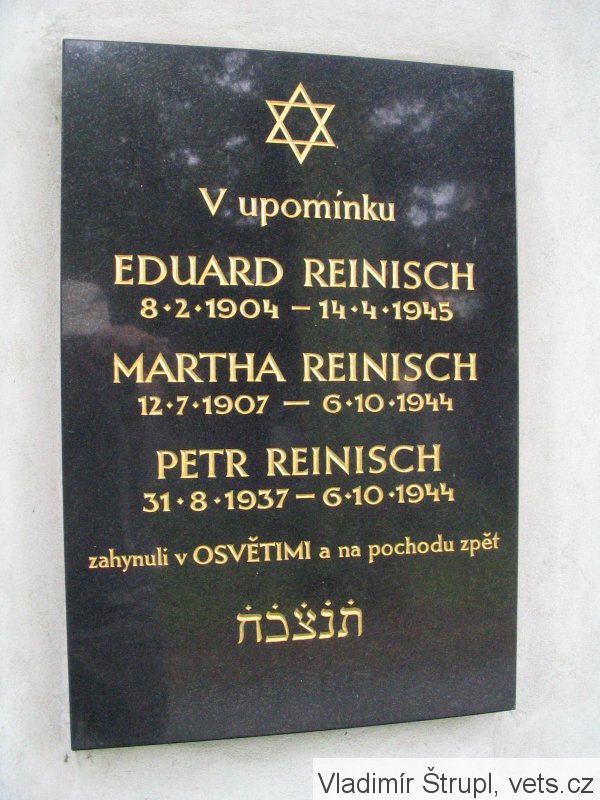 V upomínku
EDUARD REINISCH
8·2·1904 – 14·4·1945
MARTHA REINISCH
12·7·1907 – 6·10·1944
PETR REINISCH
31·8·1937 – 6·10·1944
zahynuli v OSVĚTIMI a na pochodu zpět
תׄנׄצׄבׄהׄ
Vladimír Štrupl, vets.cz